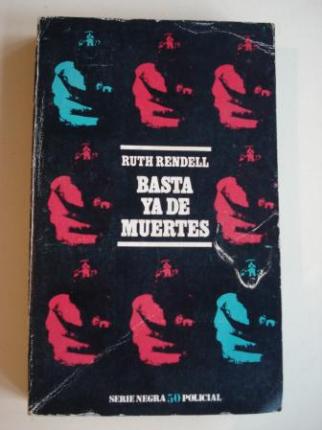 RUTH RENDELL
BASTA
YA DE
MUERTES
SERIE NEGRA 50 POLICIAL